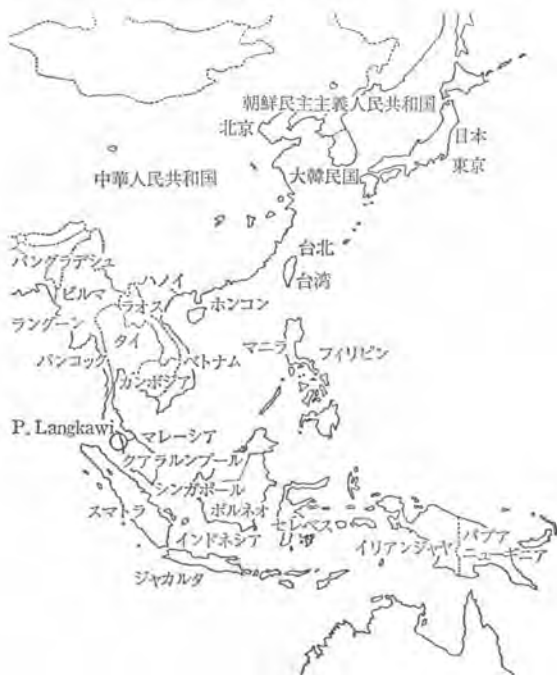 朝鮮民主主義人民共和国
北京
日本
東京
中華人民共和国
大韓民国
台北
台湾
バングラデシュ
ハノイ
ビルマ
ラオス
ホンコン
ラングーン
タイ
マニラ
フィリピン
バンコック
ベトナム
カンボジア
P. Langkawi
マレーシア
クアラルンプール
シンガポール
スマトラ
ボルネオ
セレベス
インドネシア
イリアンジャヤ
パプア
ニューギニア
ジャカルタ